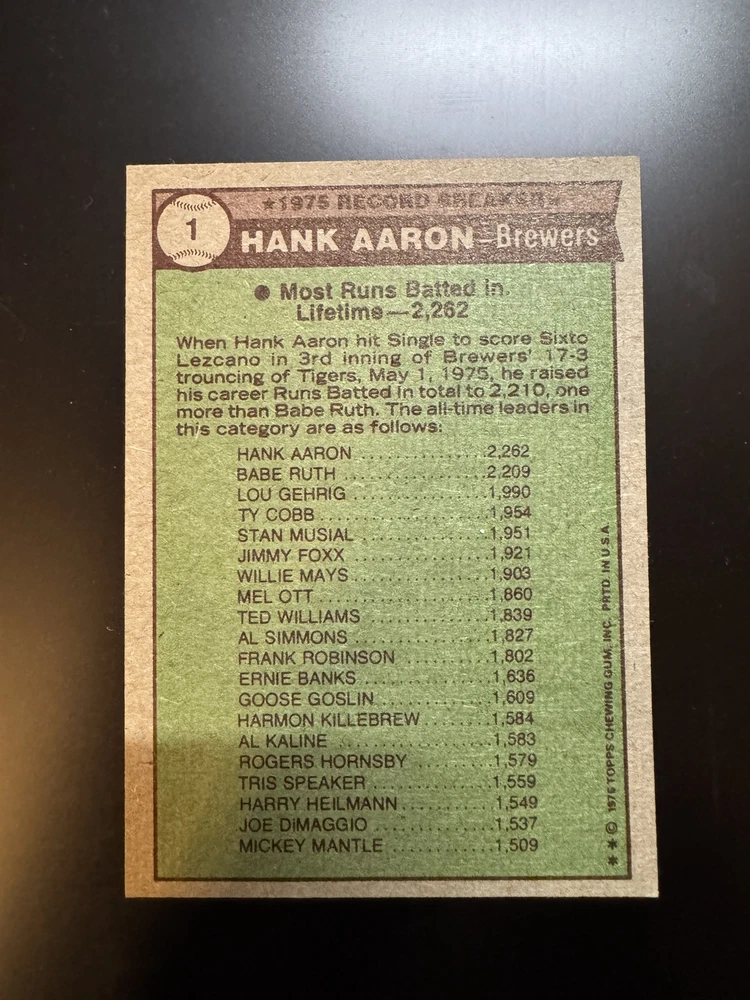 ★1975 RECORD BREAKER★
1
HANK AARON–Brewers
● Most Runs Batted in
Lifetime—2,262
When Hank Aaron hit Single to score Sixto
Lezcano in 3rd inning of Brewers' 17-3
trouncing of Tigers, May 1, 1975, he raised
his career Runs Batted in total to 2,210, one
more than Babe Ruth. The all-time leaders in
this category are as follows:
HANK AARON ............... 2,262
BABE RUTH ............... 2,209
LOU GEHRIG ............... 1,990
TY COBB ............... 1,954
STAN MUSIAL ............... 1,951
JIMMY FOXX ............... 1,921
WILLIE MAYS ............... 1,903
MEL OTT ............... 1,860
TED WILLIAMS ............... 1,839
AL SIMMONS ............... 1,827
FRANK ROBINSON ............... 1,802
ERNIE BANKS ............... 1,636
GOOSE GOSLIN ............... 1,609
HARMON KILLEBREW ............... 1,584
AL KALINE ............... 1,583
ROGERS HORNSBY ............... 1,579
TRIS SPEAKER ............... 1,559
HARRY HEILMANN ............... 1,549
JOE DiMAGGIO ............... 1,537
MICKEY MANTLE ............... 1,509
✱✱© 1976 TOPPS CHEWING GUM, INC. PRTD. IN U.S.A.